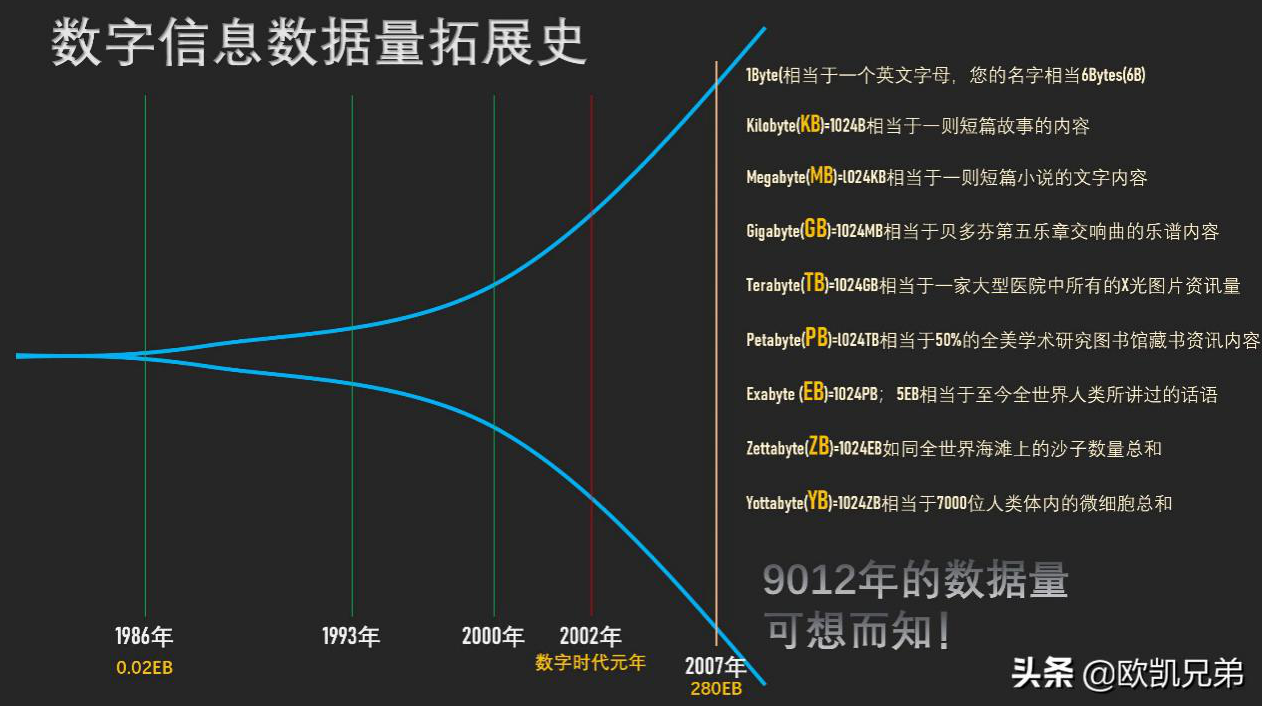 数字信息数据量拓展史
1Byte(相当于一个英文字母，您的名字相当6Bytes(6B)
Kilobyte(KB)=1024B相当于一则短篇故事的内容
Megabyte(MB)=l024KB相当于一则短篇小说的文字内容
Gigabyte(GB)=1024MB相当于贝多芬第五乐章交响曲的乐谱内容
Terabyte(TB)=1024GB相当于一家大型医院中所有的X光图片资讯量
Petabyte(PB)=l024TB相当于50%的全美学术研究图书馆藏书资讯内容
Exabyte (EB)=1024PB；5EB相当于至今全世界人类所讲过的话语
Zettabyte(ZB)=1024EB如同全世界海滩上的沙子数量总和
Yottabyte(YB)=1024ZB相当于7000位人类体内的微细胞总和
9012年的数据量
可想而知！
1986年
0.02EB
1993年
2000年
2002年
数字时代元年
2007年
280EB
头条 @欧凯兄弟